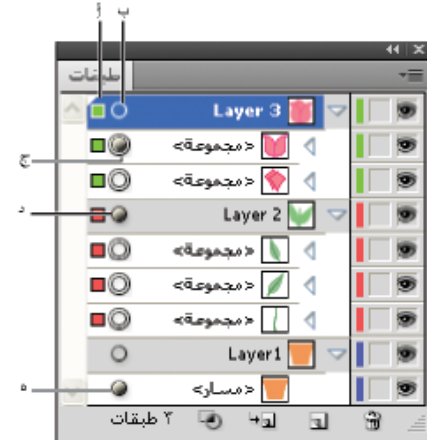 أ ب
طبقات
Layer 3
<مجموعة>
ج
<مجموعة>
Layer 2
د
<مجموعة>
<مجموعة>
<مجموعة>
Layer1
<مسار>
ه
٣ طبقات